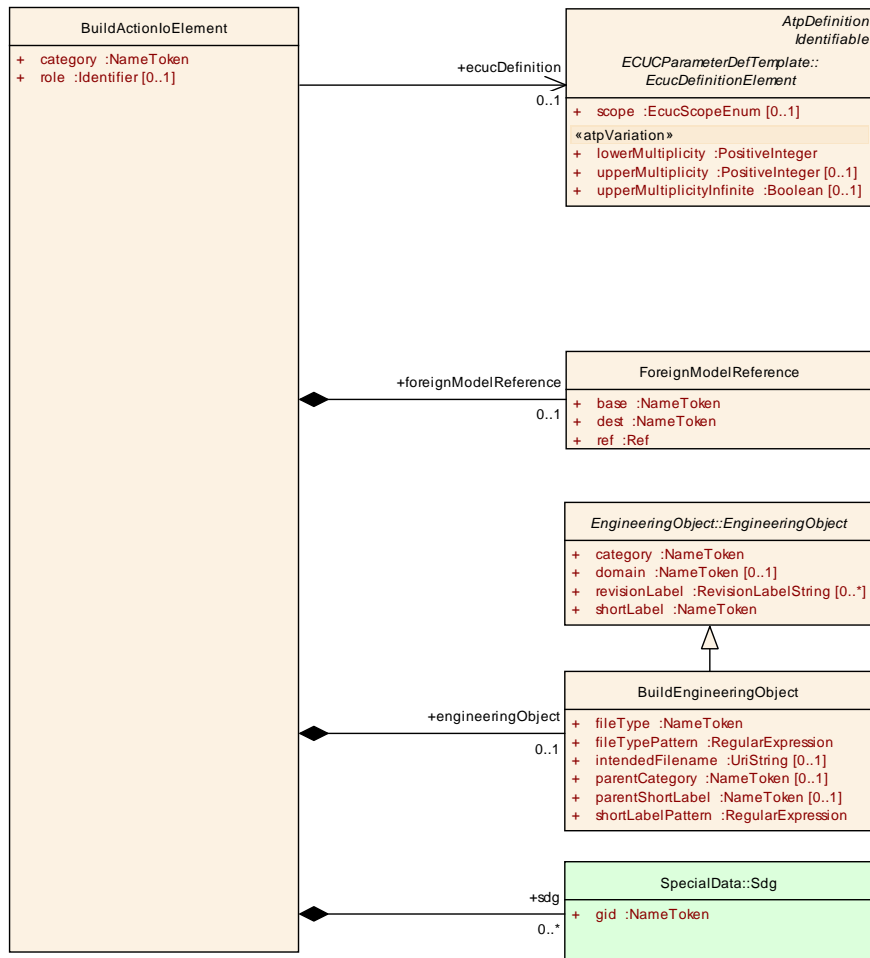 BuildActionIoElement
+ category :NameToken
+ role :Identifier [0..1]
+ecucDefinition
0..1
AtpDefinition
Identifiable
ECUCParameterDefTemplate::
EcucDefinitionElement
+ scope :EcucScopeEnum [0..1]
«atpVariation»
+ lowerMultiplicity :PositiveInteger
+ upperMultiplicity :PositiveInteger [0..1]
+ upperMultiplicityInfinite :Boolean [0..1]
+foreignModelReference
0..1
ForeignModelReference
+ base :NameToken
+ dest :NameToken
+ ref :Ref
EngineeringObject::EngineeringObject
+ category :NameToken
+ domain :NameToken [0..1]
+ revisionLabel :RevisionLabelString [0..*]
+ shortLabel :NameToken
+engineeringObject
0..1
BuildEngineeringObject
+ fileType :NameToken
+ fileTypePattern :RegularExpression
+ intendedFilename :UriString [0..1]
+ parentCategory :NameToken [0..1]
+ parentShortLabel :NameToken [0..1]
+ shortLabelPattern :RegularExpression
+sdg
0..*
SpecialData::Sdg
+ gid :NameToken